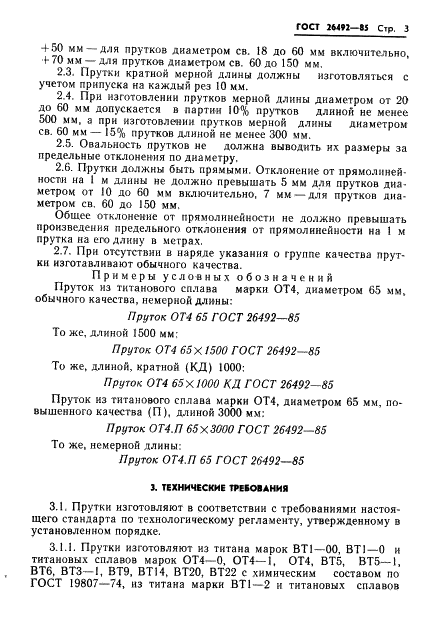 ГОСТ 26492—85 Стр. 3
+50 мм — для прутков диаметром св. 18 до 60 мм включительно,
+70 мм — для прутков диаметром св. 60 до 150 мм.
2.3. Прутки кратной мерной длины должны изготовляться с
учетом припуска на каждый рез 10 мм.
2.4. При изготовлении прутков мерной длины диаметром от 20
до 60 мм допускается в партии 10% прутков длиной не менее
500 мм, а при изготовлении прутков мерной длины диаметром
св. 60 мм — 15% прутков длиной не менее 300 мм.
2.5. Овальность прутков не должна выводить их размеры за
предельные отклонения по диаметру.
2.6. Прутки должны быть прямыми. Отклонение от прямолиней-
ности на 1 м длины не должно превышать 5 мм для прутков диа-
метром от 10 до 60 мм включительно, 7 мм — для прутков диа-
метром св. 60 до 150 мм.
Общее отклонение от прямолинейности не должно превышать
произведения предельного отклонения от прямолинейности на 1 м
прутка на его длину в метрах.
2.7. При отсутствии в наряде указания о группе качества прут-
ки изготавливают обычного качества.
Примеры условных обозначений
Пруток из титанового сплава марки ОТ4, диаметром 65 мм,
обычного качества, немерной длины:
Пруток ОТ4 65 ГОСТ 26492—85
То же, длиной 1500 мм:
Пруток ОТ4 65×1500 ГОСТ 26492—85
То же, длиной, кратной (КД) 1000:
Пруток ОТ4 65×1000 КД ГОСТ 26492—85
Пруток из титанового сплава марки ОТ4, диаметром 65 мм, по-
вышенного качества (П), длиной 3000 мм:
Пруток ОТ4.П 65×3000 ГОСТ 26492—85
То же, немерной длины:
Пруток ОТ4.П 65 ГОСТ 26492—85
3. ТЕХНИЧЕСКИЕ ТРЕБОВАНИЯ
3.1. Прутки изготовляют в соответствии с требованиями настоя-
щего стандарта по технологическому регламенту, утвержденному в
установленном порядке.
3.1.1. Прутки изготовляют из титана марок ВТ1—00, ВТ1—0 и
титановых сплавов марок ОТ4—0, ОТ4—1, ОТ4, ВТ5, ВТ5—1,
ВТ6, ВТ3—1, ВТ9, ВТ14, ВТ20, ВТ22 с химическим составом по
ГОСТ 19807—74, из титана марки ВТ1—2 и титановых сплавов